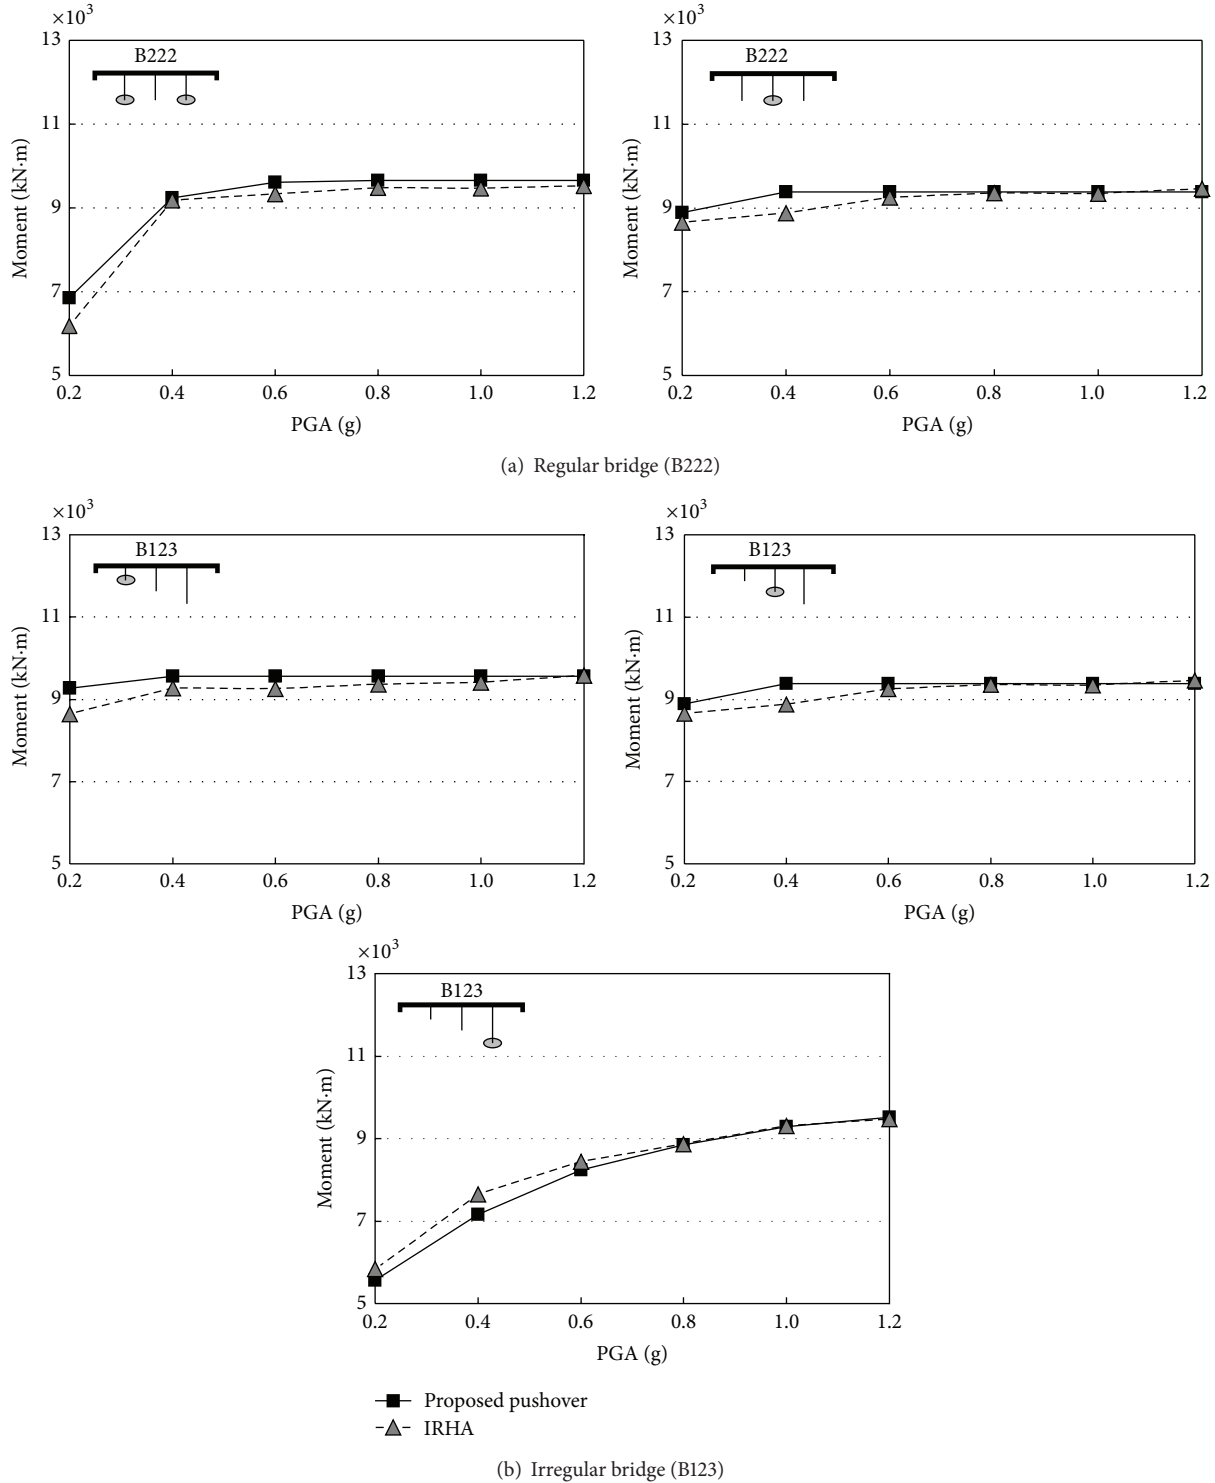 ×10³
13
11
9
7
5
Moment (kN·m)
B222
0.2 0.4 0.6 0.8 1.0 1.2
PGA (g)
×10³
13
11
9
7
5
Moment (kN·m)
B222
0.2 0.4 0.6 0.8 1.0 1.2
PGA (g)
(a) Regular bridge (B222)
×10³
13
11
9
7
5
Moment (kN·m)
B123
0.2 0.4 0.6 0.8 1.0 1.2
PGA (g)
×10³
13
11
9
7
5
Moment (kN·m)
B123
0.2 0.4 0.6 0.8 1.0 1.2
PGA (g)
×10³
13
11
9
7
5
Moment (kN·m)
B123
0.2 0.4 0.6 0.8 1.0 1.2
PGA (g)
Proposed pushover
IRHA
(b) Irregular bridge (B123)